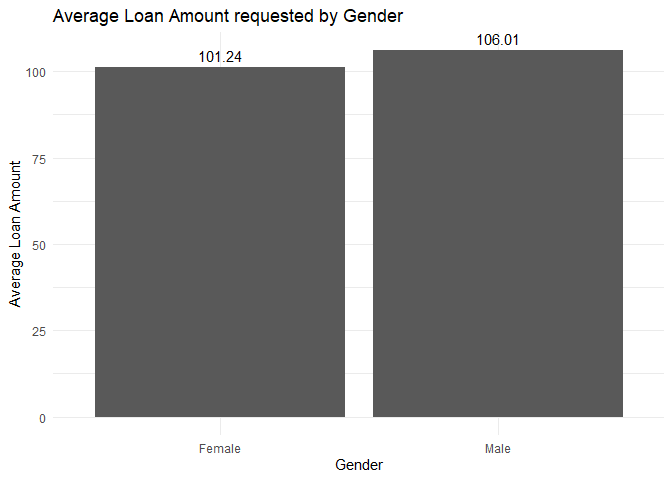 Average Loan Amount requested by Gender
106.01
101.24
100
75
50
25
0
Average Loan Amount
Female
Male
Gender